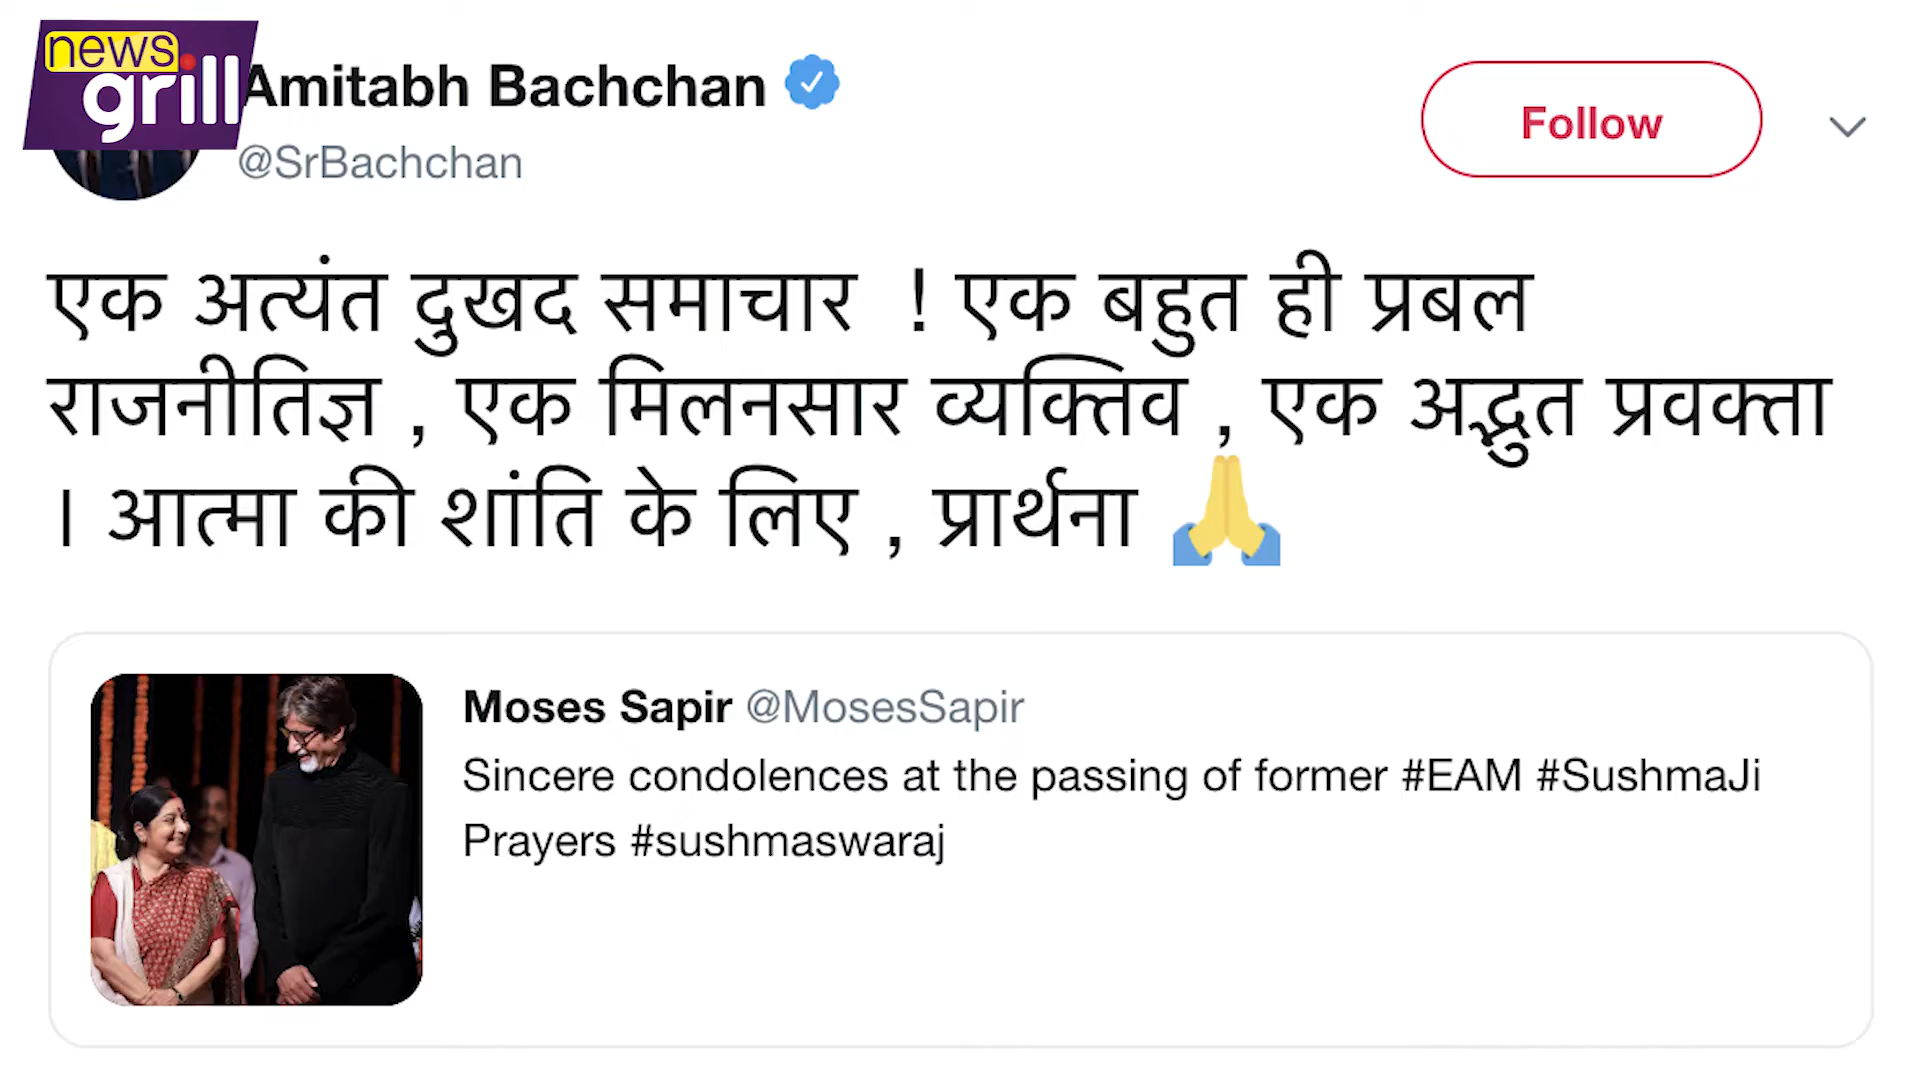 news
grill
Amitabh Bachchan
@SrBachchan
Follow
एक अत्यंत दुखद समाचार ! एक बहुत ही प्रबल
राजनीतिज्ञ , एक मिलनसार व्यक्तिव , एक अद्भुत प्रवक्ता
। आत्मा की शांति के लिए , प्रार्थना 🙏
Moses Sapir @MosesSapir
Sincere condolences at the passing of former #EAM #SushmaJi
Prayers #sushmaswaraj